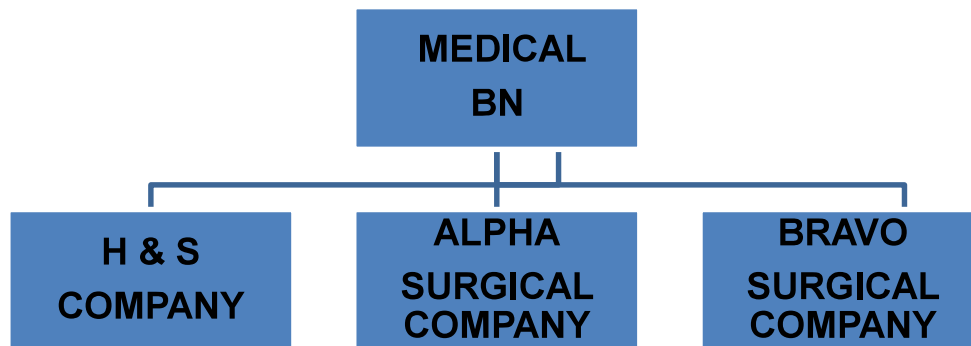 MEDICAL
BN
H & S
COMPANY
ALPHA
SURGICAL
COMPANY
BRAVO
SURGICAL
COMPANY